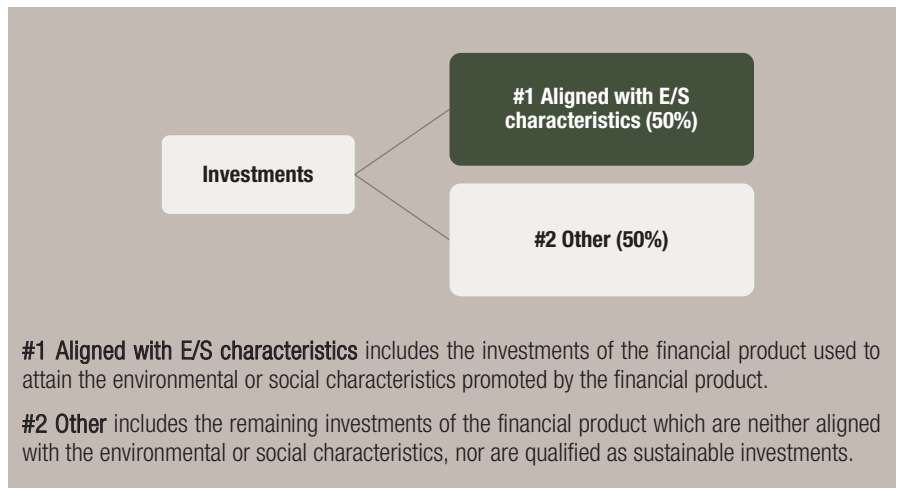 #1 Aligned with E/S
characteristics (50%)
Investments
#2 Other (50%)
#1 Aligned with E/S characteristics includes the investments of the financial product used to
attain the environmental or social characteristics promoted by the financial product.
#2 Other includes the remaining investments of the financial product which are neither aligned
with the environmental or social characteristics, nor are qualified as sustainable investments.